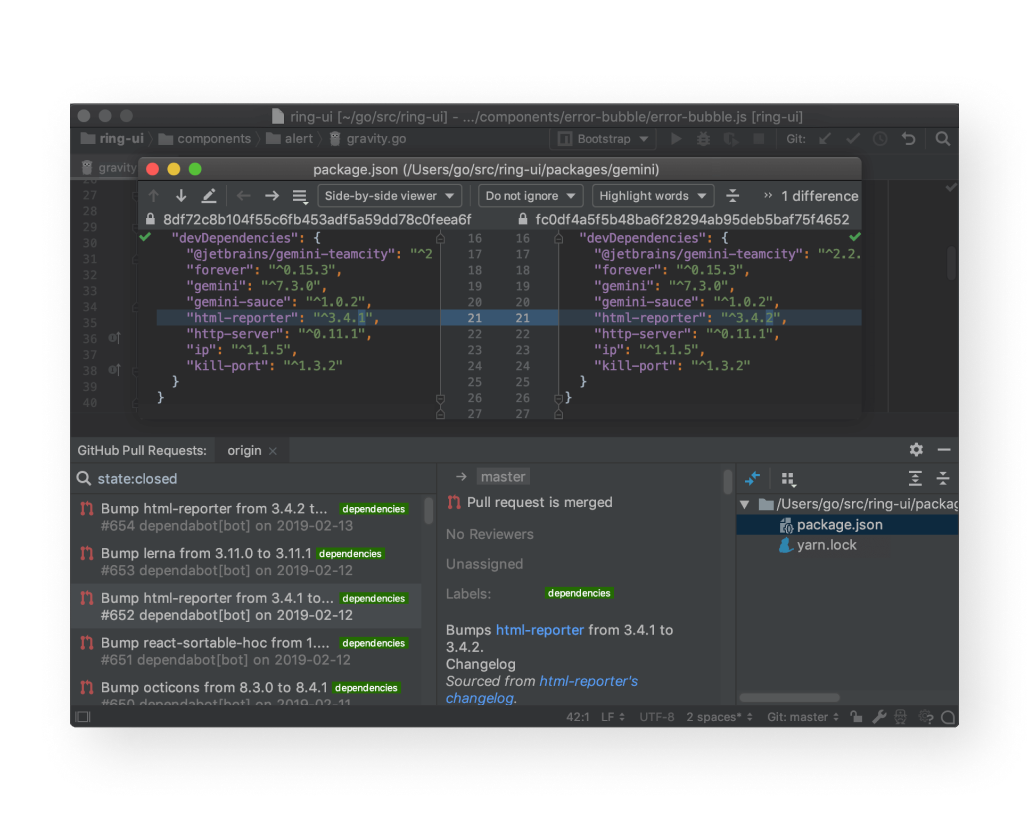 ring-ui [~/go/src/ring-ui] - .../components/error-bubble/error-bubble.js [ring-ui]
ring-ui components alert gravity.go Bootstrap Git:
gravity
package.json (/Users/go/src/ring-ui/packages/gemini)
Side-by-side viewer Do not ignore Highlight words » 1 difference
8df72c8b104f55c6fb453adf5a59dd78c0feea6f fc0df4a5f5b48ba6f28294ab95deb5baf75f4652
27
28
29
30
31
32
33
34
35
36
37
38
39
40
"devDependencies": { 16 16 "devDependencies": {
"@jetbrains/gemini-teamcity": "^2 17 17 "@jetbrains/gemini-teamcity": "^2.2.
"forever": "^0.15.3", 18 18 "forever": "^0.15.3",
"gemini": "^7.3.0", 19 19 "gemini": "^7.3.0",
"gemini-sauce": "^1.0.2", 20 20 "gemini-sauce": "^1.0.2",
"html-reporter": "^3.4.1", 21 21 "html-reporter": "^3.4.2",
"http-server": "^0.11.1", 22 22 "http-server": "^0.11.1",
"ip": "^1.1.5", 23 23 "ip": "^1.1.5",
"kill-port": "^1.3.2" 24 24 "kill-port": "^1.3.2"
} 25 25 }
} 26 26 }
27 27
GitHub Pull Requests: origin ×
state:closed
Bump html-reporter from 3.4.2 t... dependencies
#654 dependabot[bot] on 2019-02-13
Bump lerna from 3.11.0 to 3.11.1 dependencies
#653 dependabot[bot] on 2019-02-12
Bump html-reporter from 3.4.1 to... dependencies
#652 dependabot[bot] on 2019-02-12
Bump react-sortable-hoc from 1.... dependencies
#651 dependabot[bot] on 2019-02-12
Bump octicons from 8.3.0 to 8.4.1 dependencies
#650 dependabot[bot] on 2019-02-11
→ master
Pull request is merged
No Reviewers
Unassigned
Labels: dependencies
Bumps html-reporter from 3.4.1 to
3.4.2.
Changelog
Sourced from html-reporter's
changelog.
/Users/go/src/ring-ui/packag
package.json
yarn.lock
42:1 LF UTF-8 2 spaces* Git: master